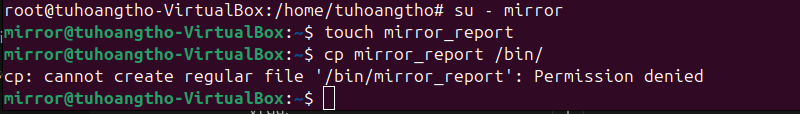 root@tuhoangtho-VirtualBox:/home/tuhoangtho# su - mirror
mirror@tuhoangtho-VirtualBox:~$ touch mirror_report
mirror@tuhoangtho-VirtualBox:~$ cp mirror_report /bin/
cp: cannot create regular file '/bin/mirror_report': Permission denied
mirror@tuhoangtho-VirtualBox:~$